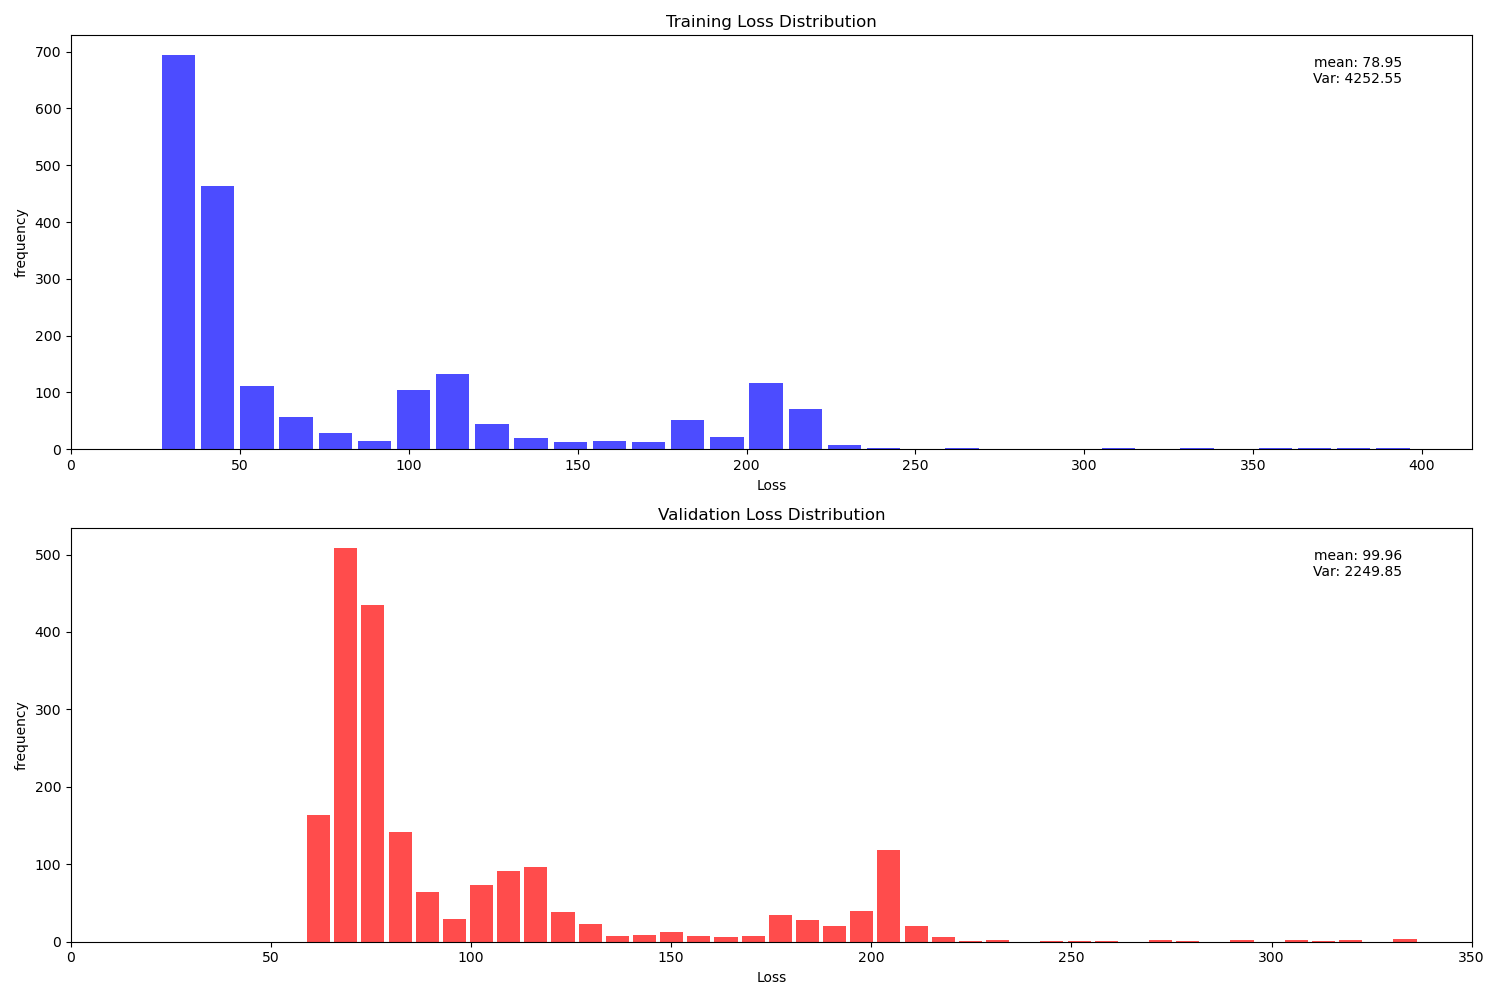 Training Loss Distribution
mean: 78.95
Var: 4252.55
frequency
700
600
500
400
300
200
100
0
0 50 100 150 200 250 300 350 400
Loss
Validation Loss Distribution
mean: 99.96
Var: 2249.85
frequency
500
400
300
200
100
0
0 50 100 150 200 250 300 350
Loss